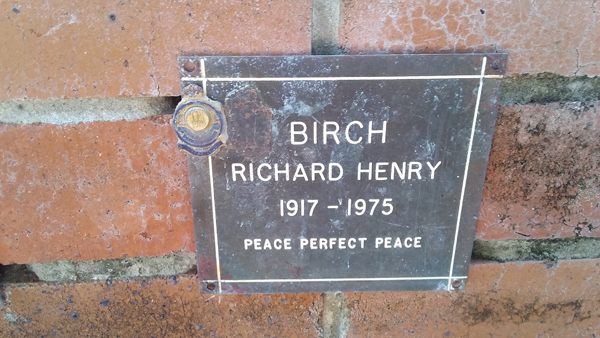 BIRCH
RICHARD HENRY
1917 - 1975
PEACE PERFECT PEACE